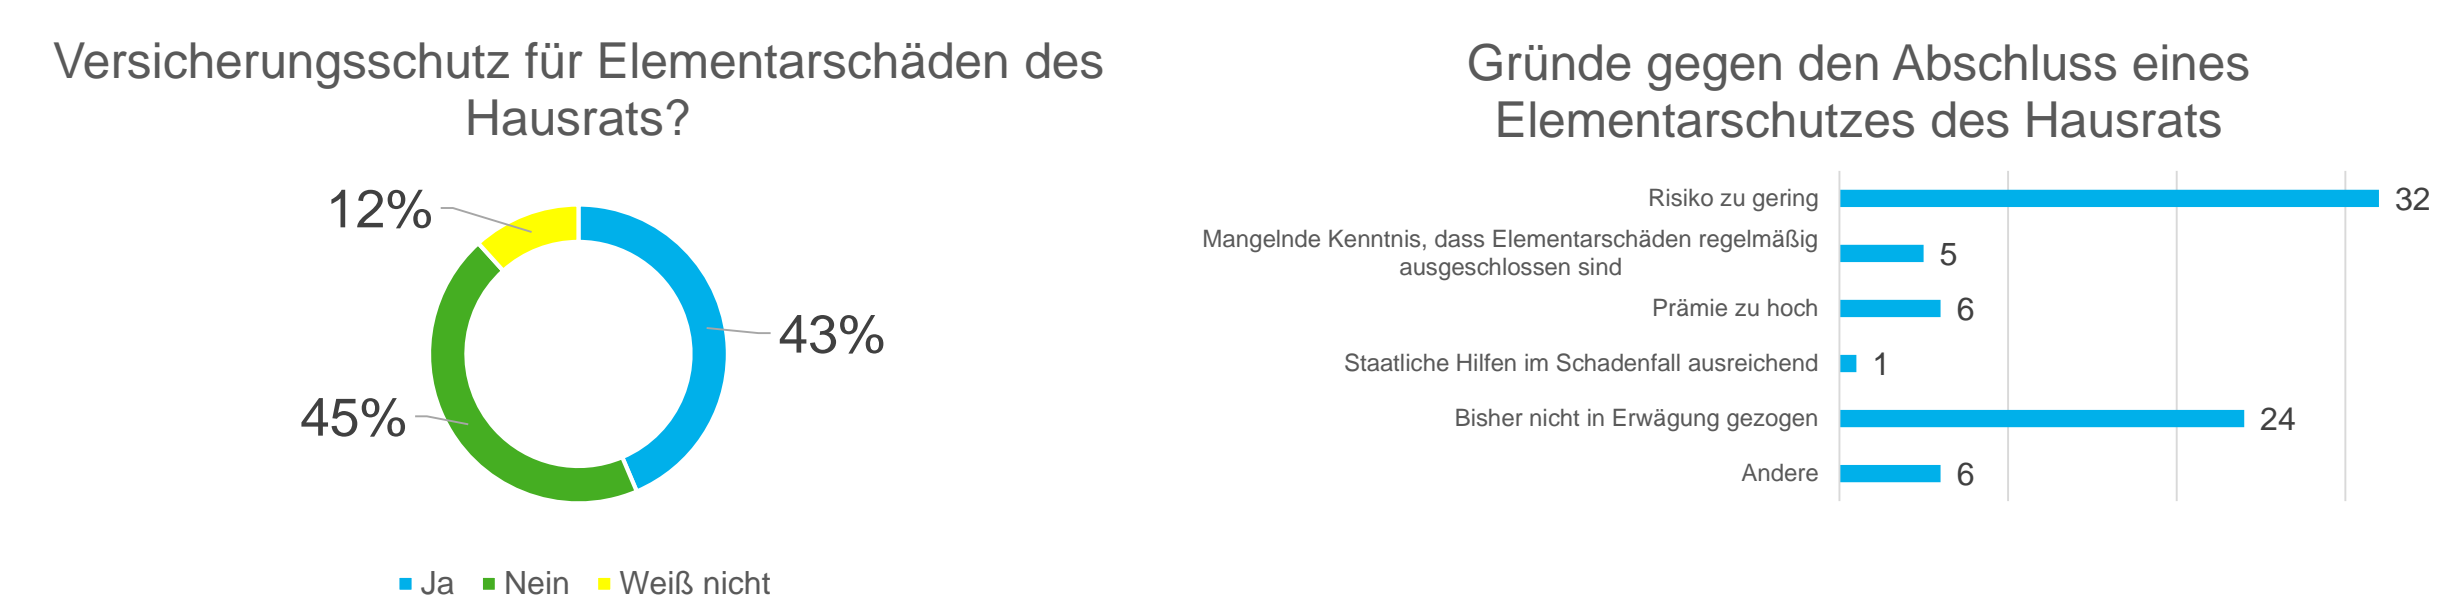 Versicherungsschutz für Elementarschäden des
Hausrats?
12%
43%
45%
Ja
Nein
Weiß nicht
Gründe gegen den Abschluss eines
Elementarschutzes des Hausrats
Risiko zu gering
32
Mangelnde Kenntnis, dass Elementarschäden regelmäßig
ausgeschlossen sind
5
Prämie zu hoch
6
Staatliche Hilfen im Schadenfall ausreichend
1
Bisher nicht in Erwägung gezogen
24
Andere
6